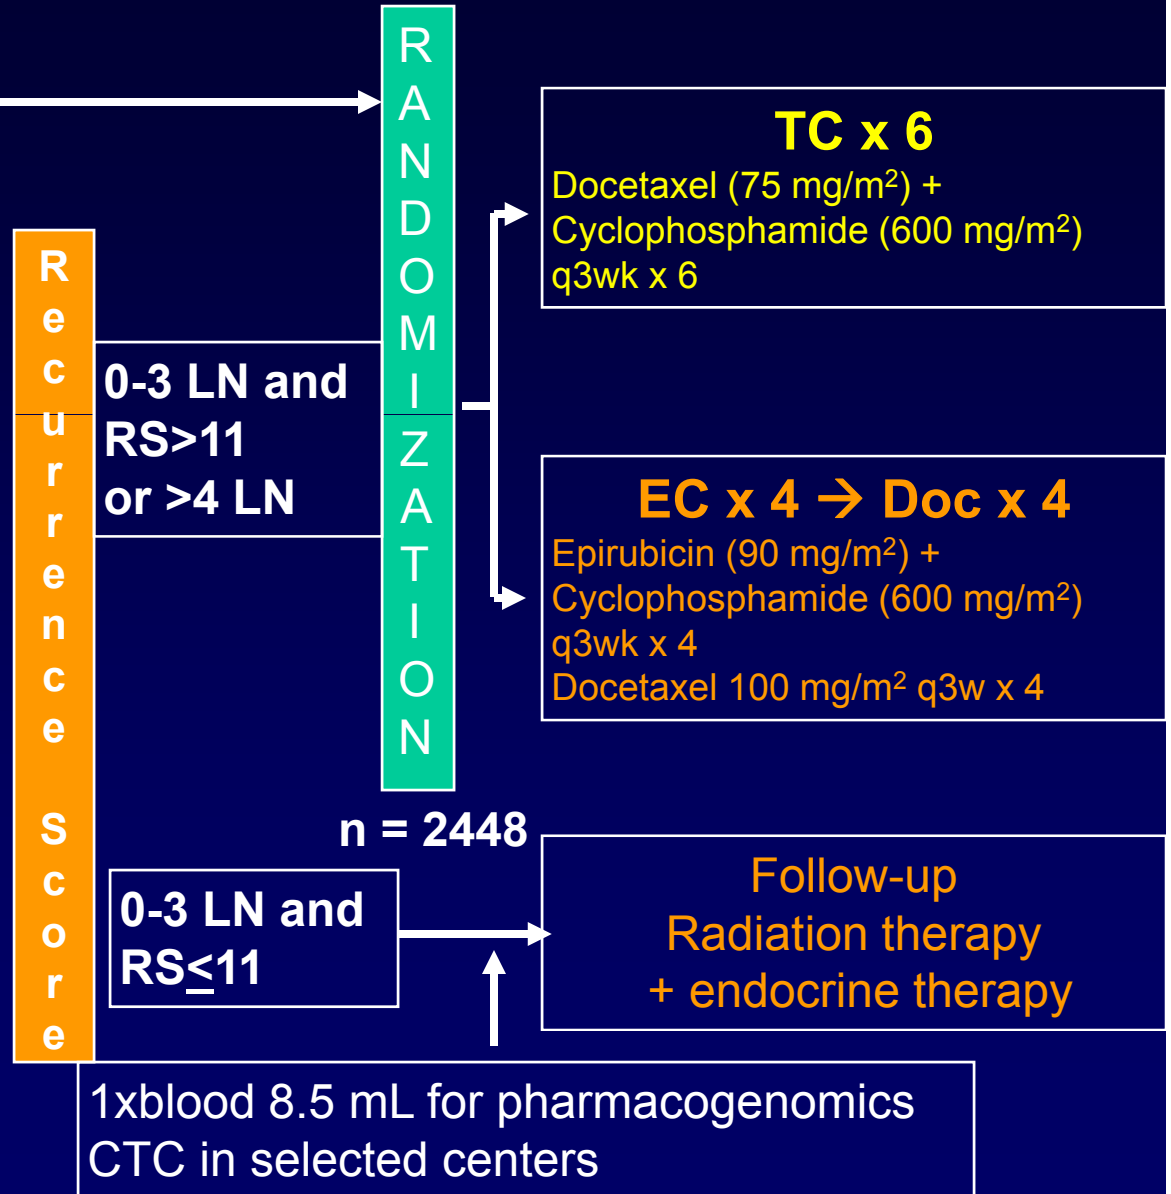 RANDOMIZATION
TC x 6
Docetaxel (75 mg/m²) +
Cyclophosphamide (600 mg/m²)
q3wk x 6
Recurrence Score
0-3 LN and
RS>11
or >4 LN
EC x 4 → Doc x 4
Epirubicin (90 mg/m²) +
Cyclophosphamide (600 mg/m²)
q3wk x 4
Docetaxel 100 mg/m² q3w x 4
n = 2448
0-3 LN and
RS≤11
Follow-up
Radiation therapy
+ endocrine therapy
1xblood 8.5 mL for pharmacogenomics
CTC in selected centers